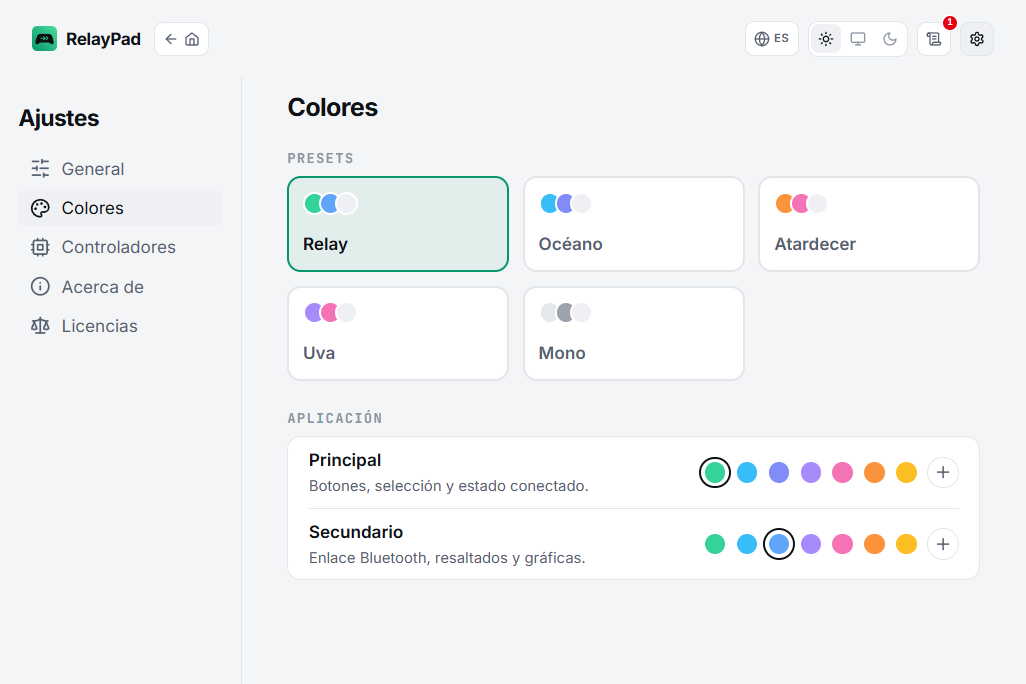 RelayPad
ES
1
Ajustes
General
Colores
Controladores
Acerca de
Licencias
Colores
PRESETS
Relay
Océano
Atardecer
Uva
Mono
APLICACIÓN
Principal
Botones, selección y estado conectado.
Secundario
Enlace Bluetooth, resaltados y gráficas.